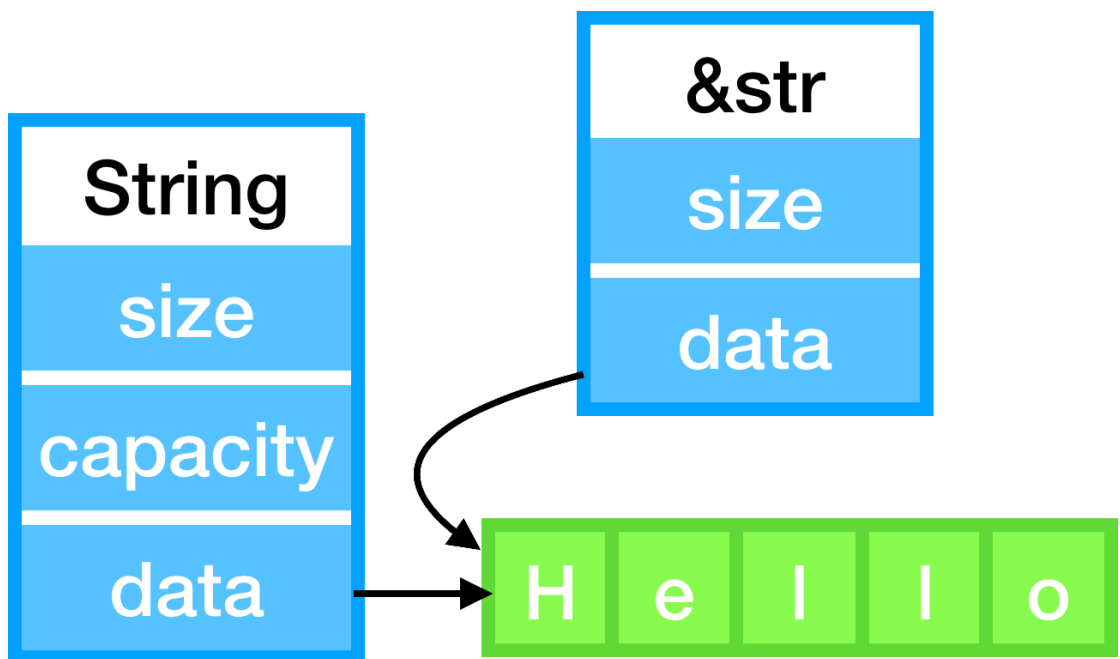 String
size
capacity
data
&str
size
data
H e l l o